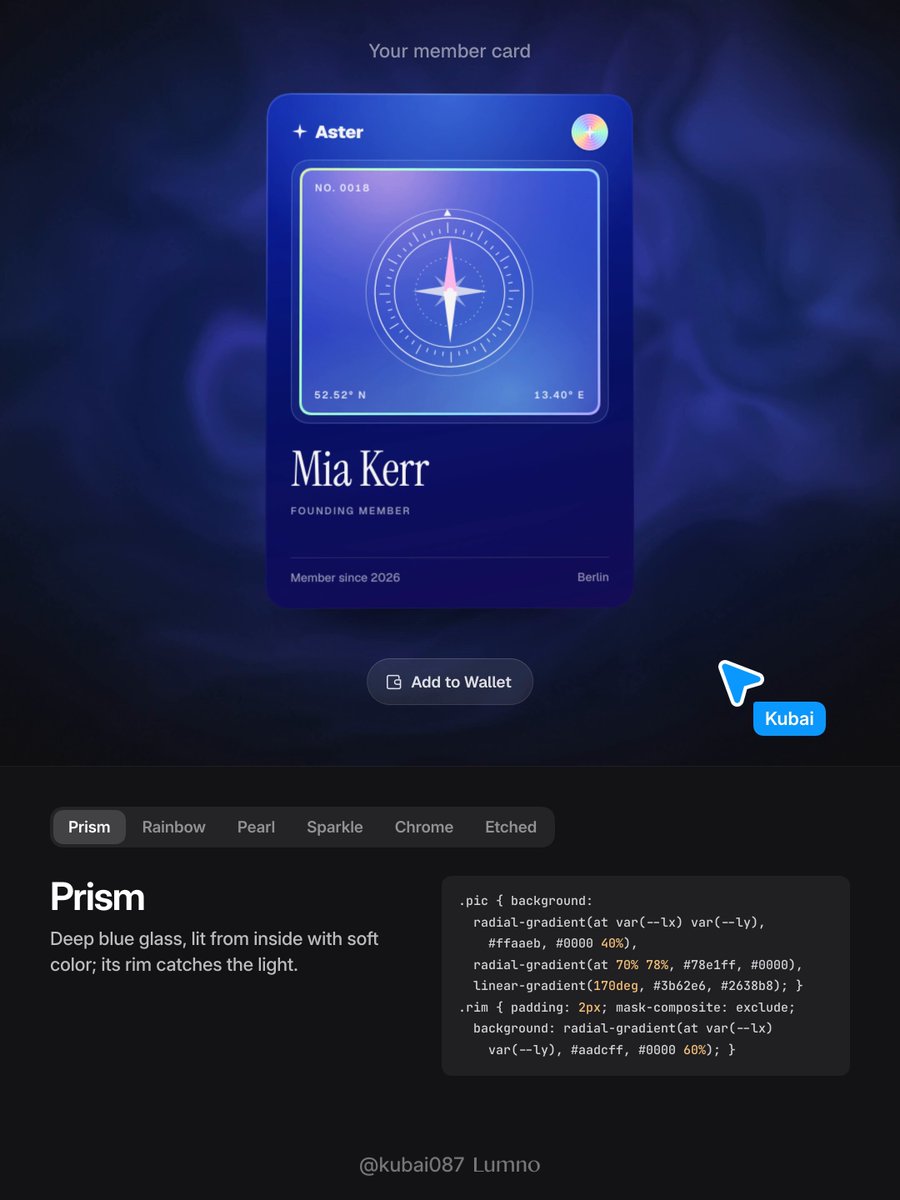 Your member card
Aster
NO. 0018
52.52° N
13.40° E
Mia Kerr
FOUNDING MEMBER
Member since 2026
Berlin
Add to Wallet
Kubai
Prism
Rainbow
Pearl
Sparkle
Chrome
Etched
Prism
Deep blue glass, lit from inside with soft
color; its rim catches the light.
.pic { background:
radial-gradient(at var(--lx) var(--ly),
#ffaaeb, #0000 40%),
radial-gradient(at 70% 78%, #78e1ff, #0000),
linear-gradient(170deg, #3b62e6, #2638b8); }
.rim { padding: 2px; mask-composite: exclude;
background: radial-gradient(at var(--lx)
var(--ly), #aadcff, #0000 60%); }
@kubai087 Lumno